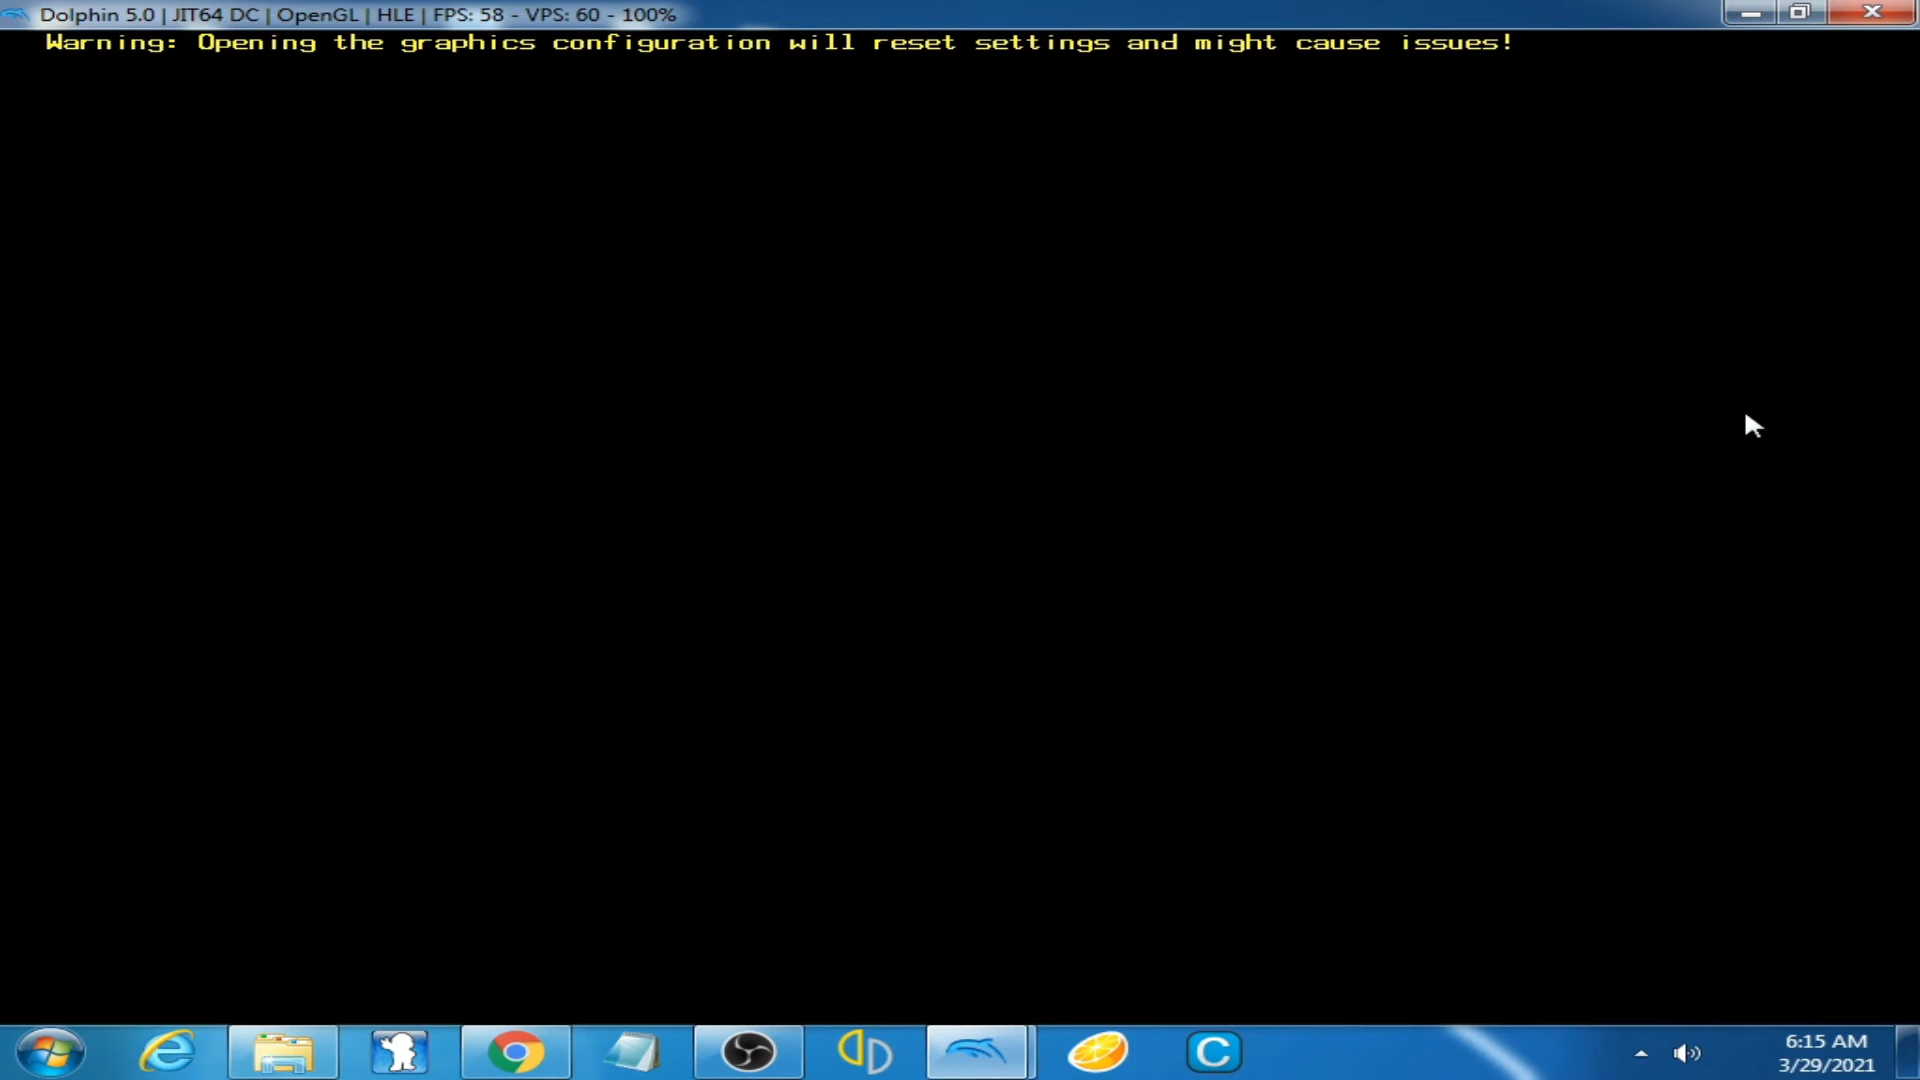 Dolphin 5.0 | JIT64 DC | OpenGL | HLE | FPS: 58 - VPS: 60 - 100%
Warning: Opening the graphics configuration will reset settings and might cause issues!
6:15 AM
3/29/2021